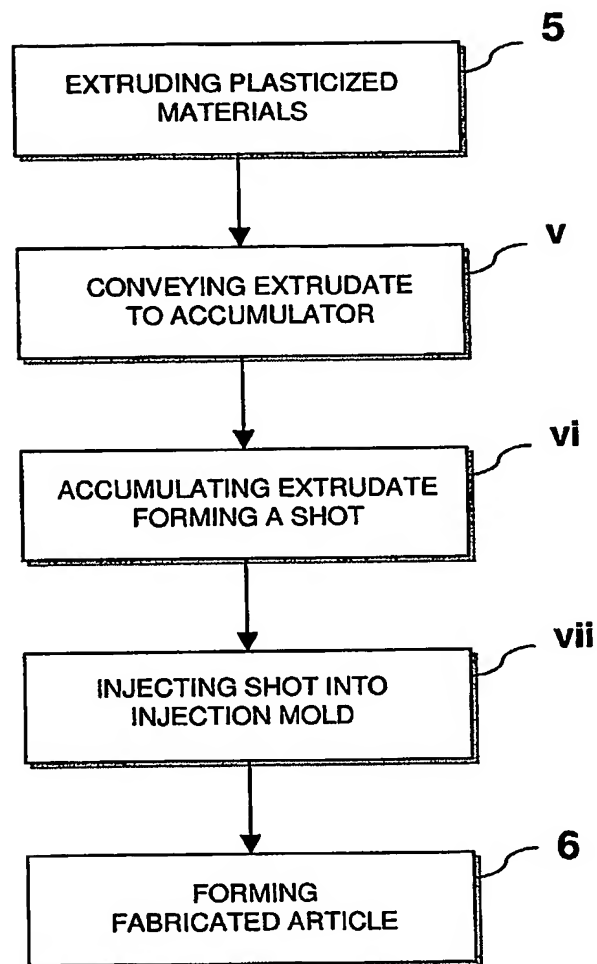 5
EXTRUDING PLASTICIZED
MATERIALS
v
CONVEYING EXTRUDATE
TO ACCUMULATOR
vi
ACCUMULATING EXTRUDATE
FORMING A SHOT
vii
INJECTING SHOT INTO
INJECTION MOLD
6
FORMING
FABRICATED ARTICLE